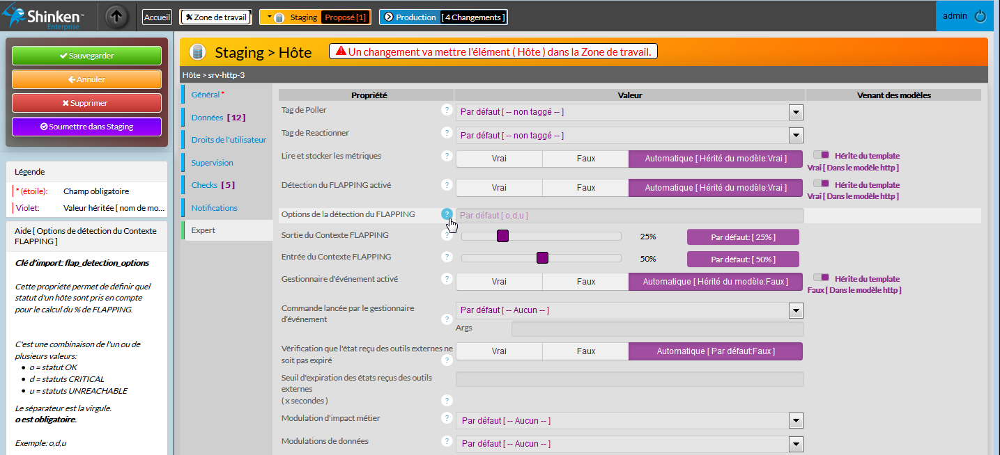 Shinken™
Enterprise
Accueil
Zone de travail
Staging Proposé [1]
Production [ 4 Changements ]
admin
Sauvegarder
Annuler
Supprimer
Soumettre dans Staging
Légende
* (étoile): Champ obligatoire
Violet: Valeur héritée [ nom de mo...
Aide [ Options de détection du Contexte
FLAPPING ]
Clé d'import: flap_detection_options
Cette propriété permet de définir quel
statut d'un hôte sont pris en compte
pour le calcul du % de FLAPPING.
C'est une combinaison de l'un ou de
plusieurs valeurs:
• o = statut OK
• d = statuts CRITICAL
• u = statuts UNREACHABLE
Le séparateur est la virgule.
o est obligatoire.
Exemple: o,d,u
Staging > Hôte
Un changement va mettre l'élément ( Hôte ) dans la Zone de travail.
Hôte > srv-http-3
Général *
Données [ 12 ]
Droits de l'utilisateur
Supervision
Checks [ 5 ]
Notifications
Expert
Propriété Valeur Venant des modèles
Tag de Poller ? Par défaut [ -- non taggé -- ]
Tag de Reactionner ? Par défaut [ -- non taggé -- ]
Lire et stocker les métriques ? Vrai Faux Automatique [ Hérité du modèle:Vrai ] Hérite du template
Vrai [ Dans le modèle http ]
Détection du FLAPPING activé ? Vrai Faux Automatique [ Hérité du modèle:Vrai ] Hérite du template
Vrai [ Dans le modèle http ]
Options de la détection du FLAPPING ? Par défaut [ o,d,u ]
Sortie du Contexte FLAPPING ? 25% Par défaut: [ 25% ]
Entrée du Contexte FLAPPING ? 50% Par défaut: [ 50% ]
Gestionnaire d'événement activé ? Vrai Faux Automatique [ Hérité du modèle:Faux ] Hérite du template
Faux [ Dans le modèle http ]
Commande lancée par le gestionnaire
d'événement ? Par défaut [ -- Aucun -- ]
Args
Vérification que l'état reçu des outils externes ne
soit pas expiré ? Vrai Faux Automatique [ Par défaut:Faux ]
Seuil d'expiration des états reçus des outils
externes
( x secondes ) ?
Modulation d'impact métier ? Par défaut [ -- Aucun -- ]
Modulations de données ? Par défaut [ -- Aucun -- ]